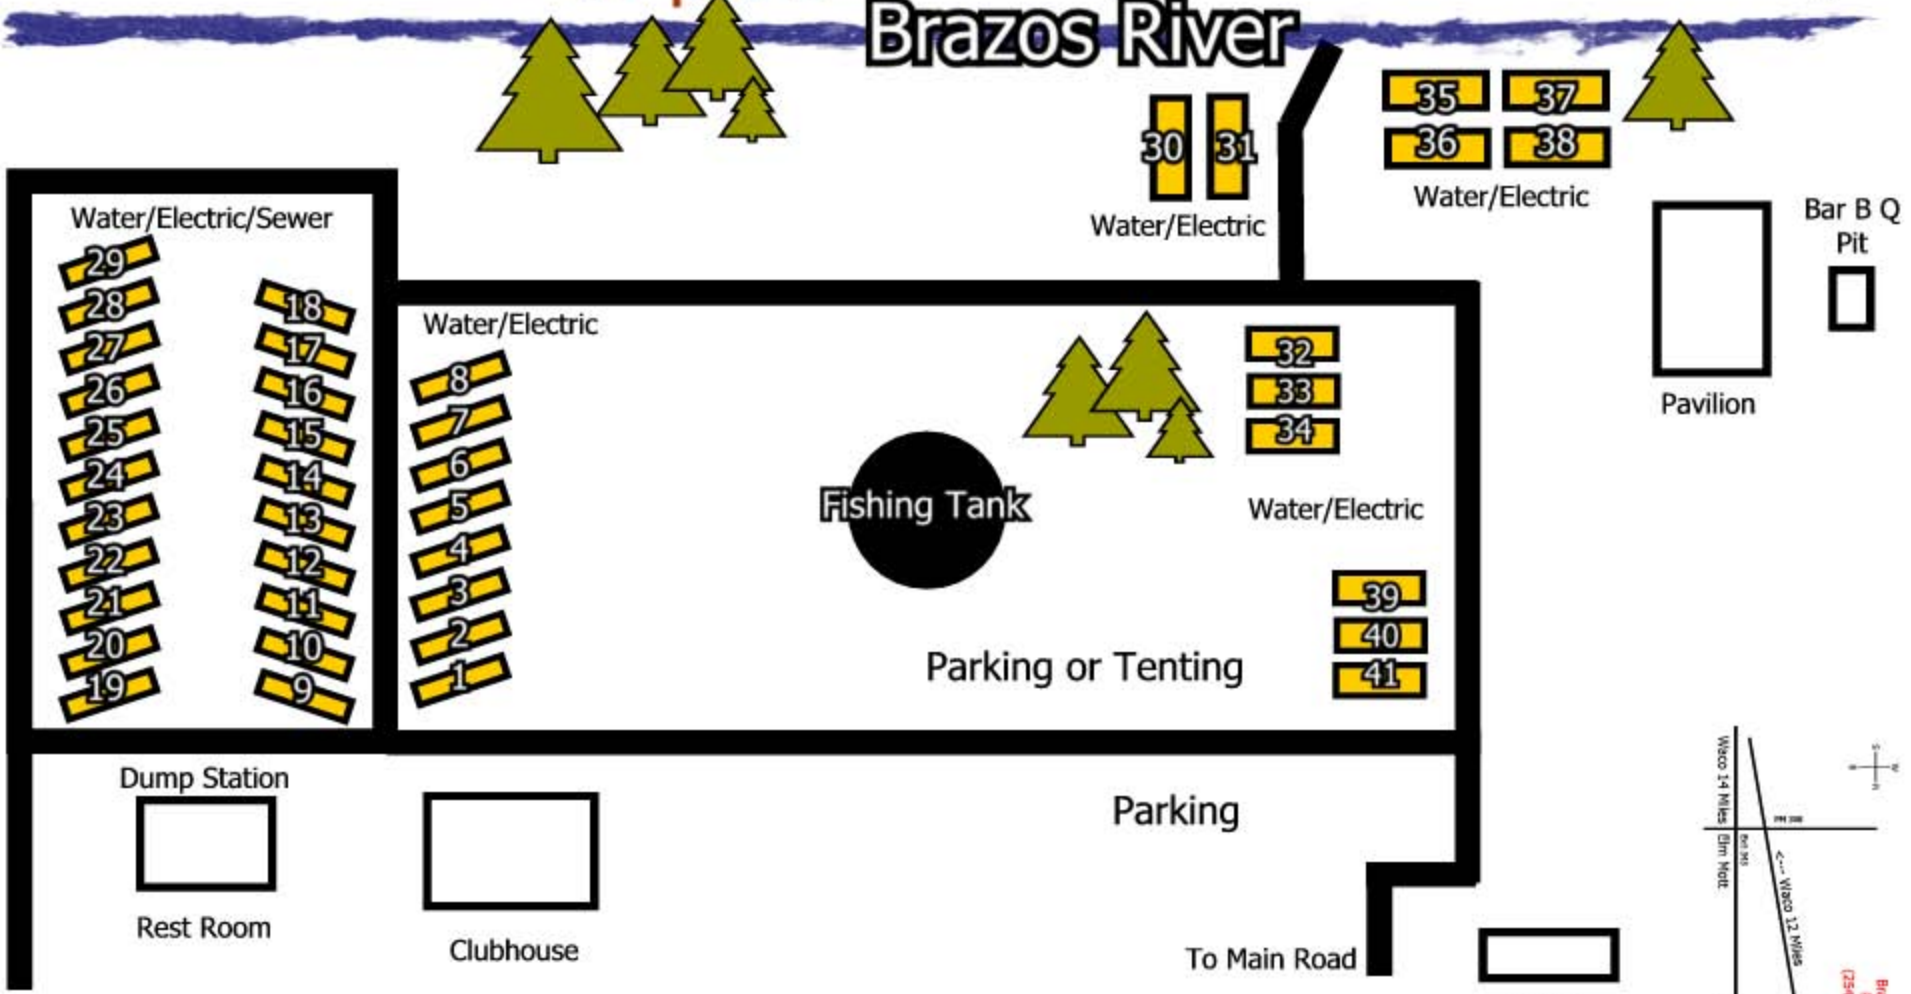 Brazos River
35
37
36
38
30
31
Water/Electric
Water/Electric
Bar B Q
Pit
Pavilion
Water/Electric/Sewer
29
28
27
26
25
24
23
22
21
20
19
18
17
16
15
14
13
12
11
10
9
Water/Electric
8
7
6
5
4
3
2
1
Fishing Tank
32
33
34
Water/Electric
39
40
41
Parking or Tenting
Dump Station
Rest Room
Clubhouse
Parking
To Main Road
Waco 14 Miles
Elm Mott
<--- Waco 12 Miles